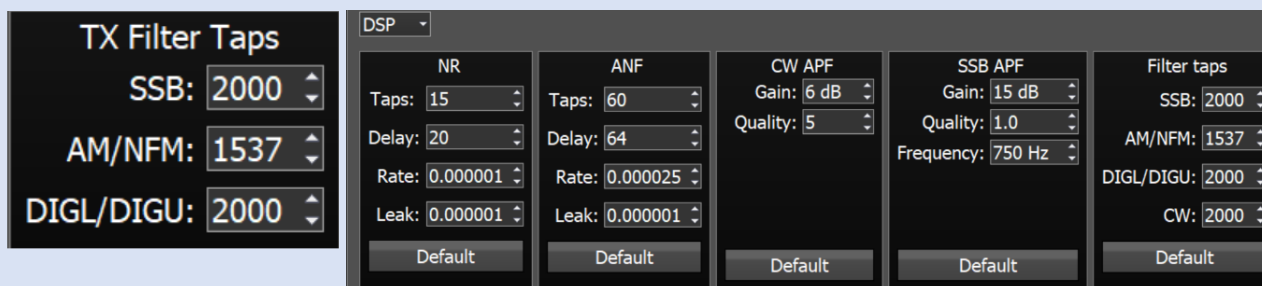 TX Filter Taps
SSB: 2000
AM/NFM: 1537
DIGL/DIGU: 2000
DSP
NR
Taps: 15
Delay: 20
Rate: 0.000001
Leak: 0.000001
Default
ANF
Taps: 60
Delay: 64
Rate: 0.000025
Leak: 0.000001
Default
CW APF
Gain: 6 dB
Quality: 5
Default
SSB APF
Gain: 15 dB
Quality: 1.0
Frequency: 750 Hz
Default
Filter taps
SSB: 2000
AM/NFM: 1537
DIGL/DIGU: 2000
CW: 2000
Default